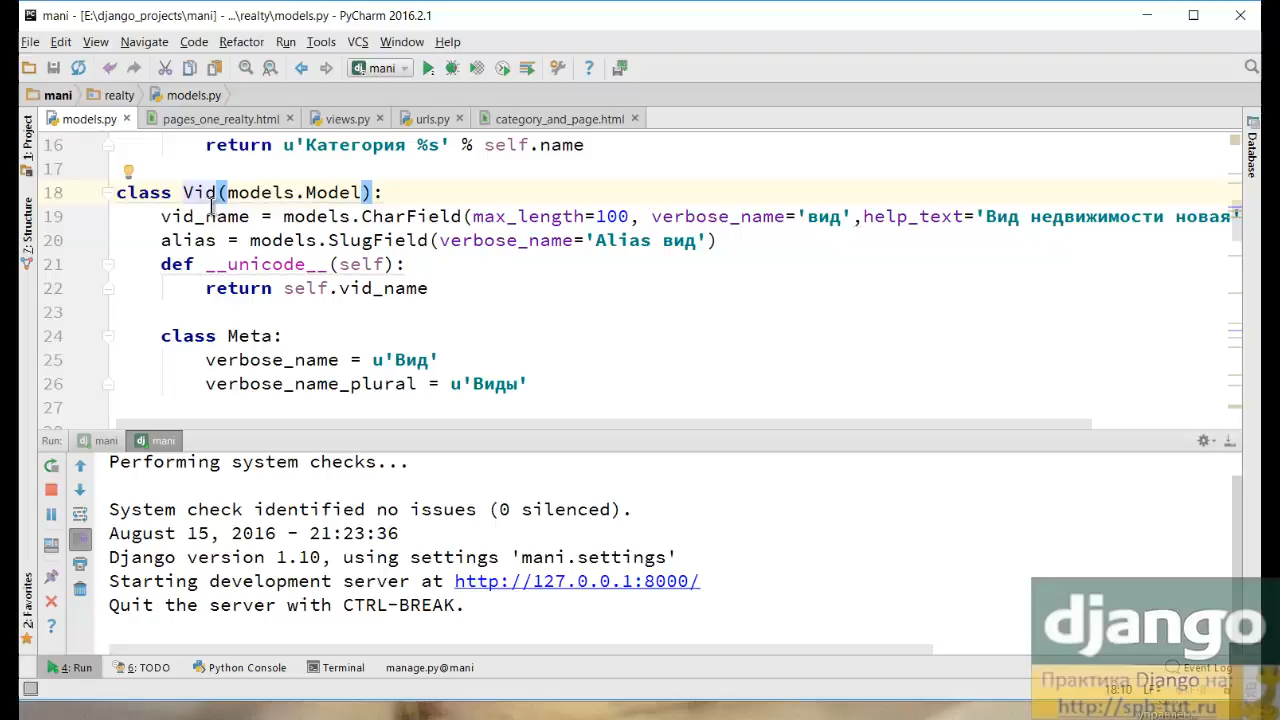 mani - [E:\django_projects\mani] - ...\realty\models.py - PyCharm 2016.2.1
File Edit View Navigate Code Refactor Run Tools VCS Window Help
mani
mani realty models.py
models.py pages_one_realty.html views.py urls.py category_and_page.html
1: Project
Z: Structure
2: Favorites
Database
16 return u'Категория %s' % self.name
17
18 class Vid(models.Model):
19 vid_name = models.CharField(max_length=100, verbose_name='вид',help_text='Вид недвижимости новая'
20 alias = models.SlugField(verbose_name='Alias вид')
21 def __unicode__(self):
22 return self.vid_name
23
24 class Meta:
25 verbose_name = u'Вид'
26 verbose_name_plural = u'Виды'
27
Run: mani mani
Performing system checks...
System check identified no issues (0 silenced).
August 15, 2016 - 21:23:36
Django version 1.10, using settings 'mani.settings'
Starting development server at http://127.0.0.1:8000/
Quit the server with CTRL-BREAK.
django
4: Run 6: TODO Python Console Terminal manage.py@mani Event Log
Практика Django на:
18:10 LF
http://spb-tut.ru